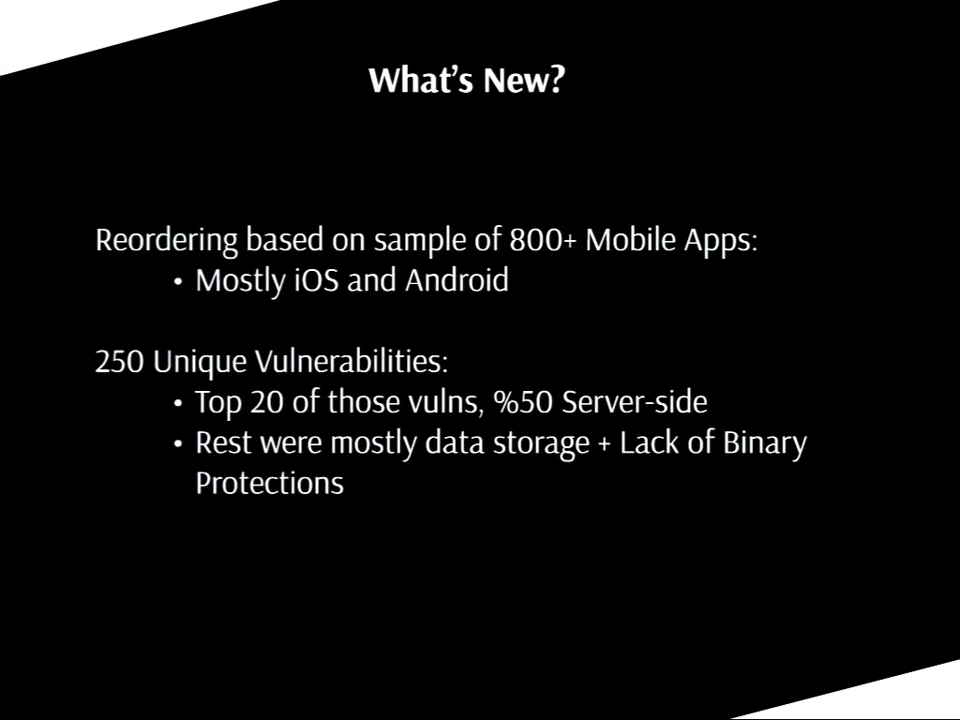 What’s New?
Reordering based on sample of 800+ Mobile Apps:
• Mostly iOS and Android
250 Unique Vulnerabilities:
• Top 20 of those vulns, %50 Server-side
• Rest were mostly data storage + Lack of Binary
Protections